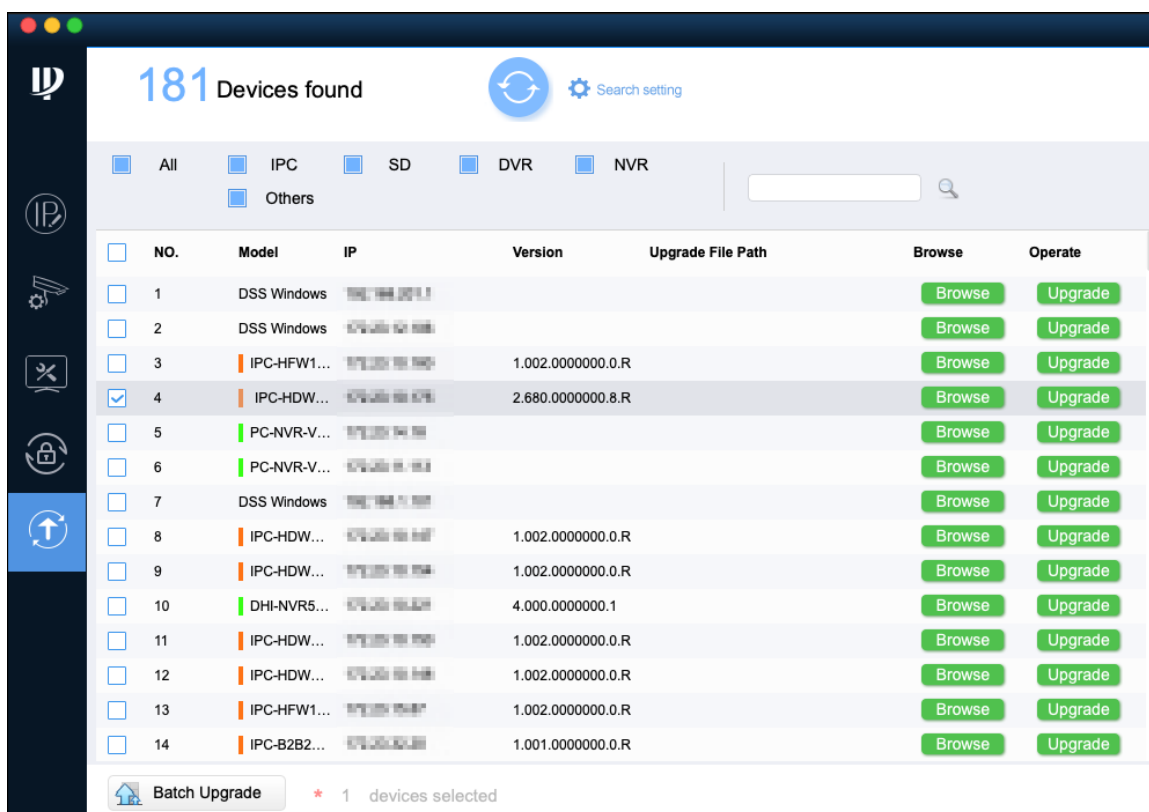 181 Devices found
Search setting
All IPC SD DVR NVR
Others
NO. Model IP Version Upgrade File Path Browse Operate
1 DSS Windows Browse Upgrade
2 DSS Windows Browse Upgrade
3 IPC-HFW1... 1.002.0000000.0.R Browse Upgrade
4 IPC-HDW... 2.680.0000000.8.R Browse Upgrade
5 PC-NVR-V... Browse Upgrade
6 PC-NVR-V... Browse Upgrade
7 DSS Windows Browse Upgrade
8 IPC-HDW... 1.002.0000000.0.R Browse Upgrade
9 IPC-HDW... 1.002.0000000.0.R Browse Upgrade
10 DHI-NVR5... 4.000.0000000.1 Browse Upgrade
11 IPC-HDW... 1.002.0000000.0.R Browse Upgrade
12 IPC-HDW... 1.002.0000000.0.R Browse Upgrade
13 IPC-HFW1... 1.002.0000000.0.R Browse Upgrade
14 IPC-B2B2... 1.001.0000000.0.R Browse Upgrade
Batch Upgrade * 1 devices selected